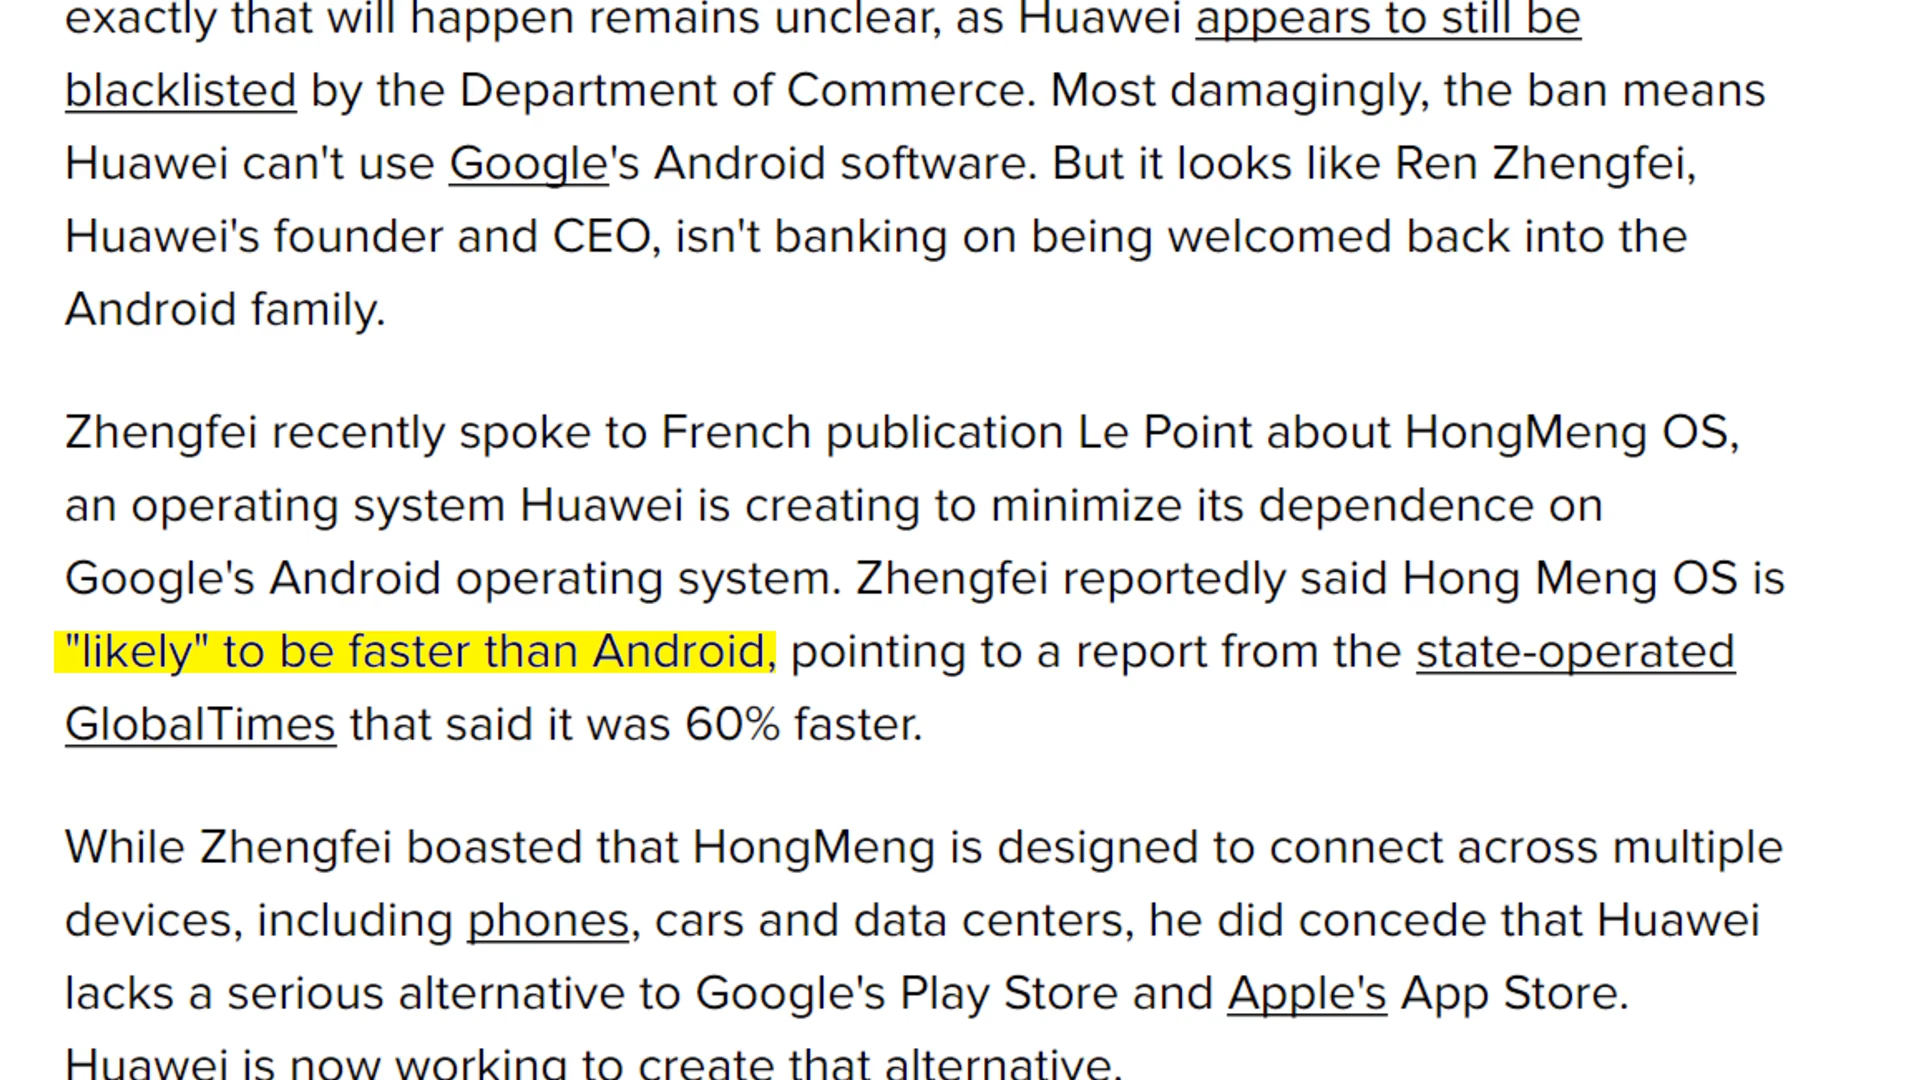 exactly that will happen remains unclear, as Huawei appears to still be
blacklisted by the Department of Commerce. Most damagingly, the ban means
Huawei can't use Google's Android software. But it looks like Ren Zhengfei,
Huawei's founder and CEO, isn't banking on being welcomed back into the
Android family.
Zhengfei recently spoke to French publication Le Point about HongMeng OS,
an operating system Huawei is creating to minimize its dependence on
Google's Android operating system. Zhengfei reportedly said Hong Meng OS is
"likely" to be faster than Android, pointing to a report from the state-operated
GlobalTimes that said it was 60% faster.
While Zhengfei boasted that HongMeng is designed to connect across multiple
devices, including phones, cars and data centers, he did concede that Huawei
lacks a serious alternative to Google's Play Store and Apple's App Store.
Huawei is now working to create that alternative.